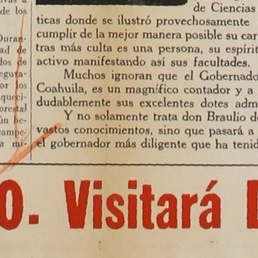 de Ciencias
ticas donde se ilustró provechosamente
cumplir de la mejor manera posible su car
tras más culta es una persona, su espírit
activo manifestando así sus facultades.
Muchos ignoran que el Gobernado
Coahuila, es un magnífico contador y a
dudablemente sus excelentes dotes adm
Y no solamente trata don Braulio de
vastos conocimientos, sino que pasará a
el gobernador más diligente que ha tenid
O. Visitará